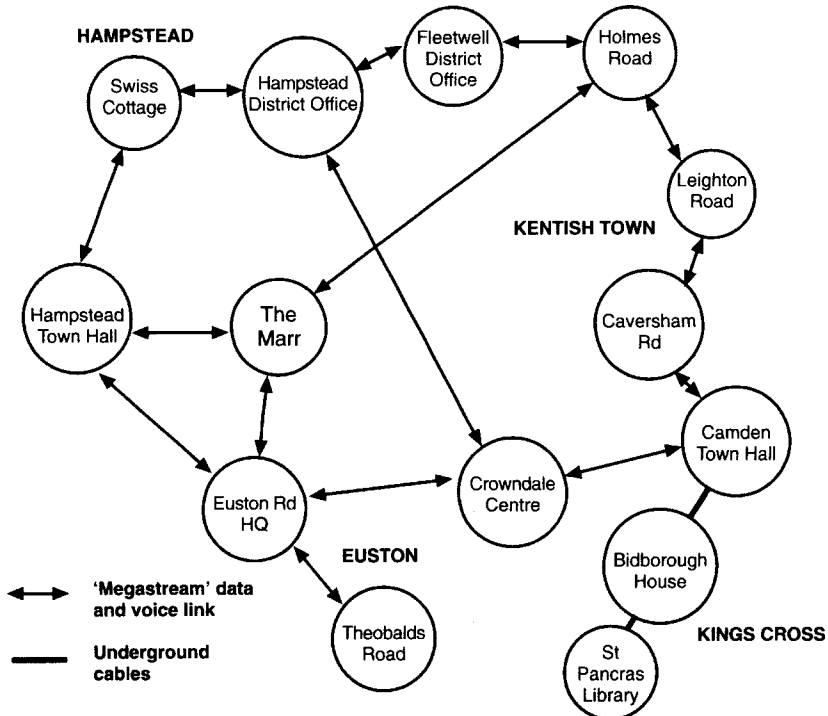 HAMPSTEAD
Swiss
Cottage
Hampstead
District Office
Fleetwell
District
Office
Holmes
Road
Leighton
Road
KENTISH TOWN
Hampstead
Town Hall
The
Marr
Caversham
Rd
Camden
Town Hall
Euston Rd
HQ
Crowndale
Centre
EUSTON
Bidborough
House
Theobalds
Road
KINGS CROSS
St
Pancras
Library
'Megastream' data
and voice link
Underground
cables